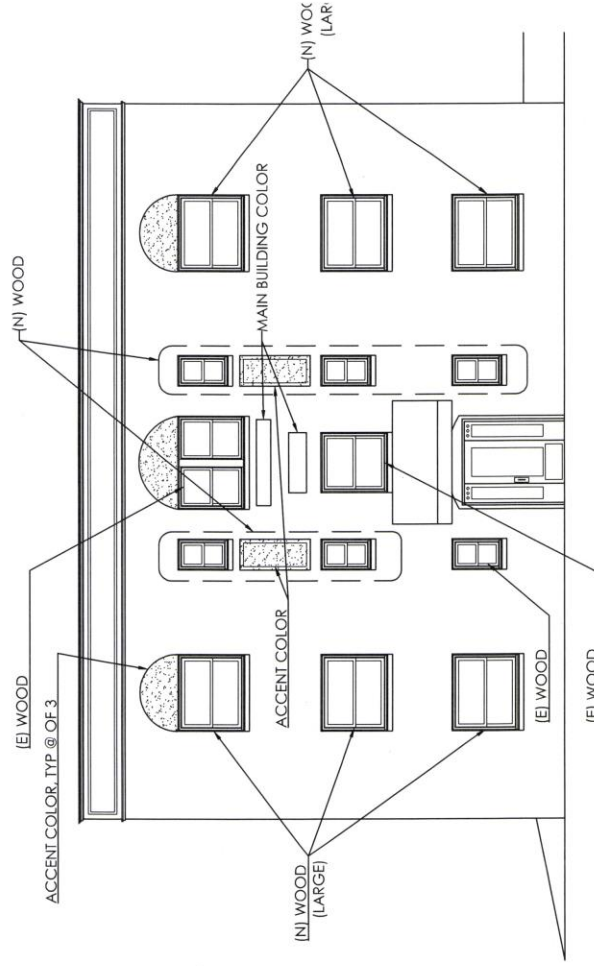 (E) WOOD
ACCENT COLOR, TYP @ OF 3
(N) WOOD
(N)
MAIN BUILDING COLOR
ACCENT COLOR
(N) WOOD
(LARGE)
(E) WOOD
(E) WOOD